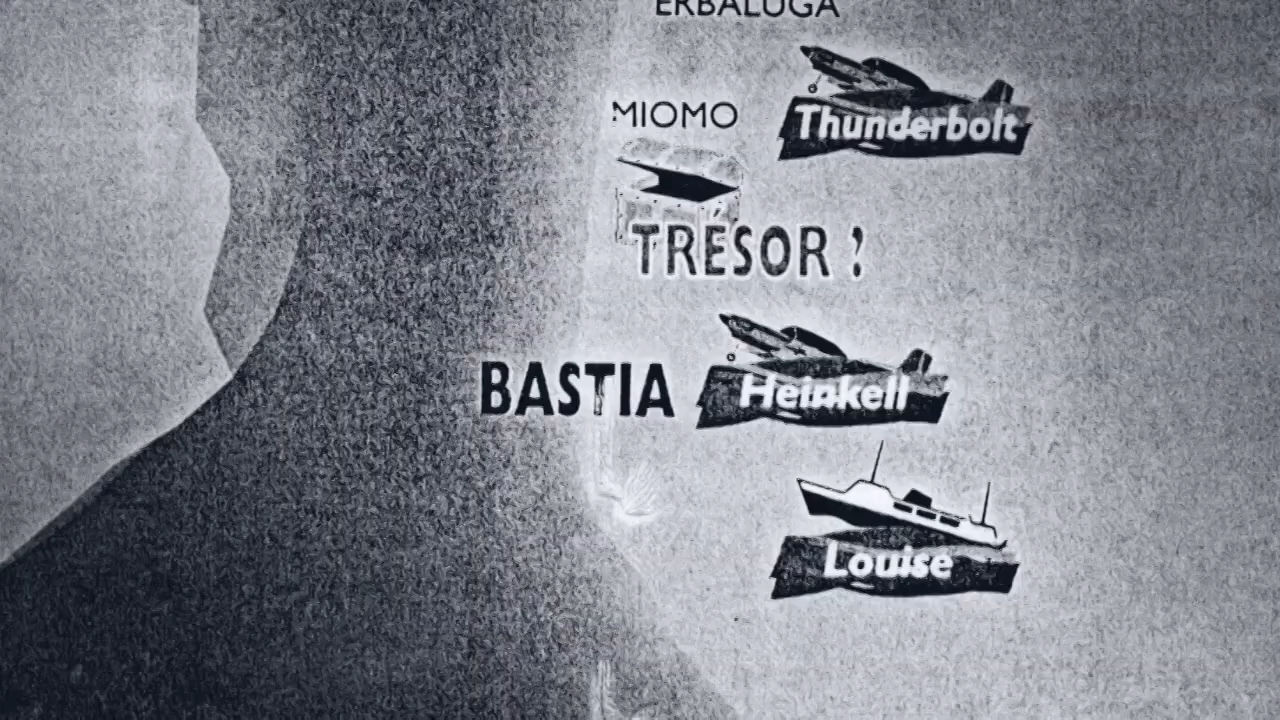 ERBALUGA
Thunderbolt
MIOMO
TRÉSOR ?
BASTIA
Heinkell
Louise